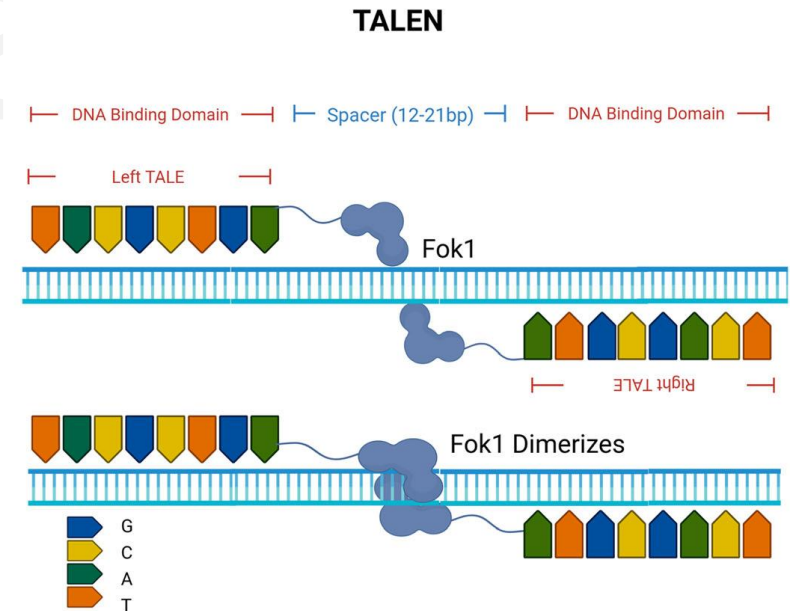 TALEN
DNA Binding Domain
Spacer (12-21bp)
DNA Binding Domain
Left TALE
Fok1
Right TALE
Fok1 Dimerizes
G
C
A
T